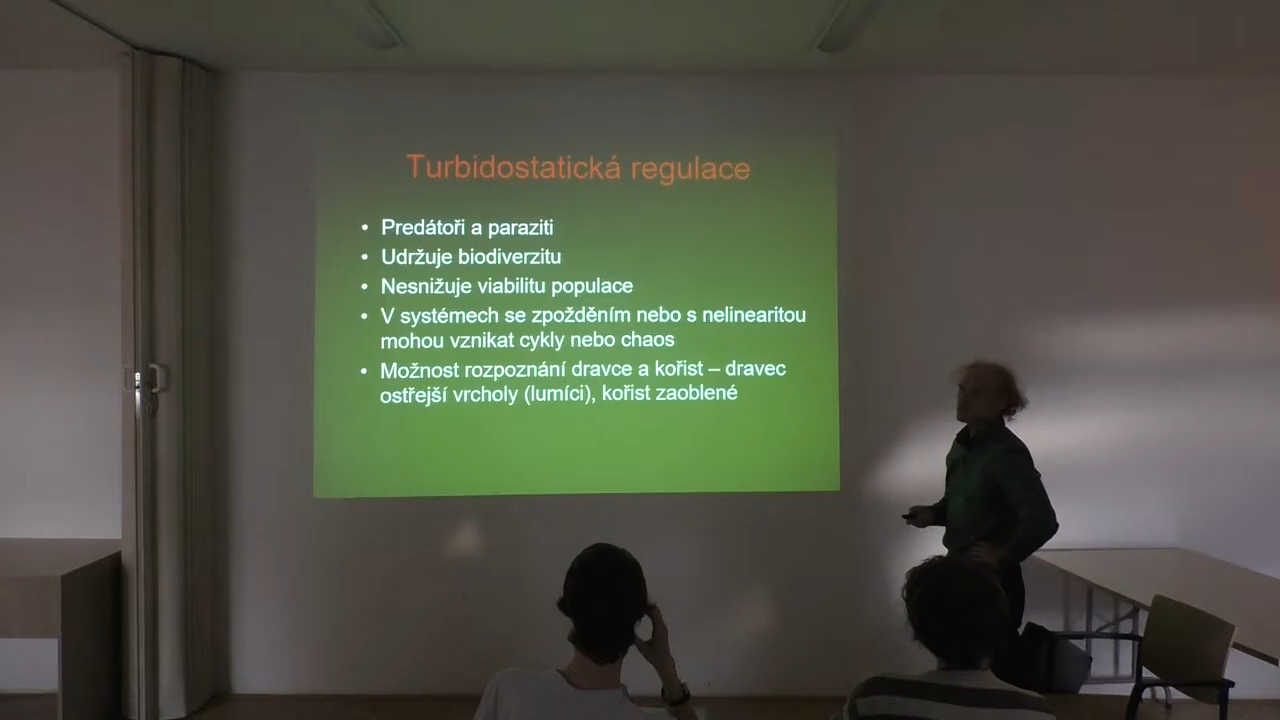 Turbidostatická regulace
• Predátoři a paraziti
• Udržuje biodiverzitu
• Nesnižuje viabilitu populace
• V systémech se zpožděním nebo s nelinearitou
mohou vznikat cykly nebo chaos
• Možnost rozpoznání dravce a kořist – dravec
ostřejší vrcholy (lumíci), kořist zaoblené